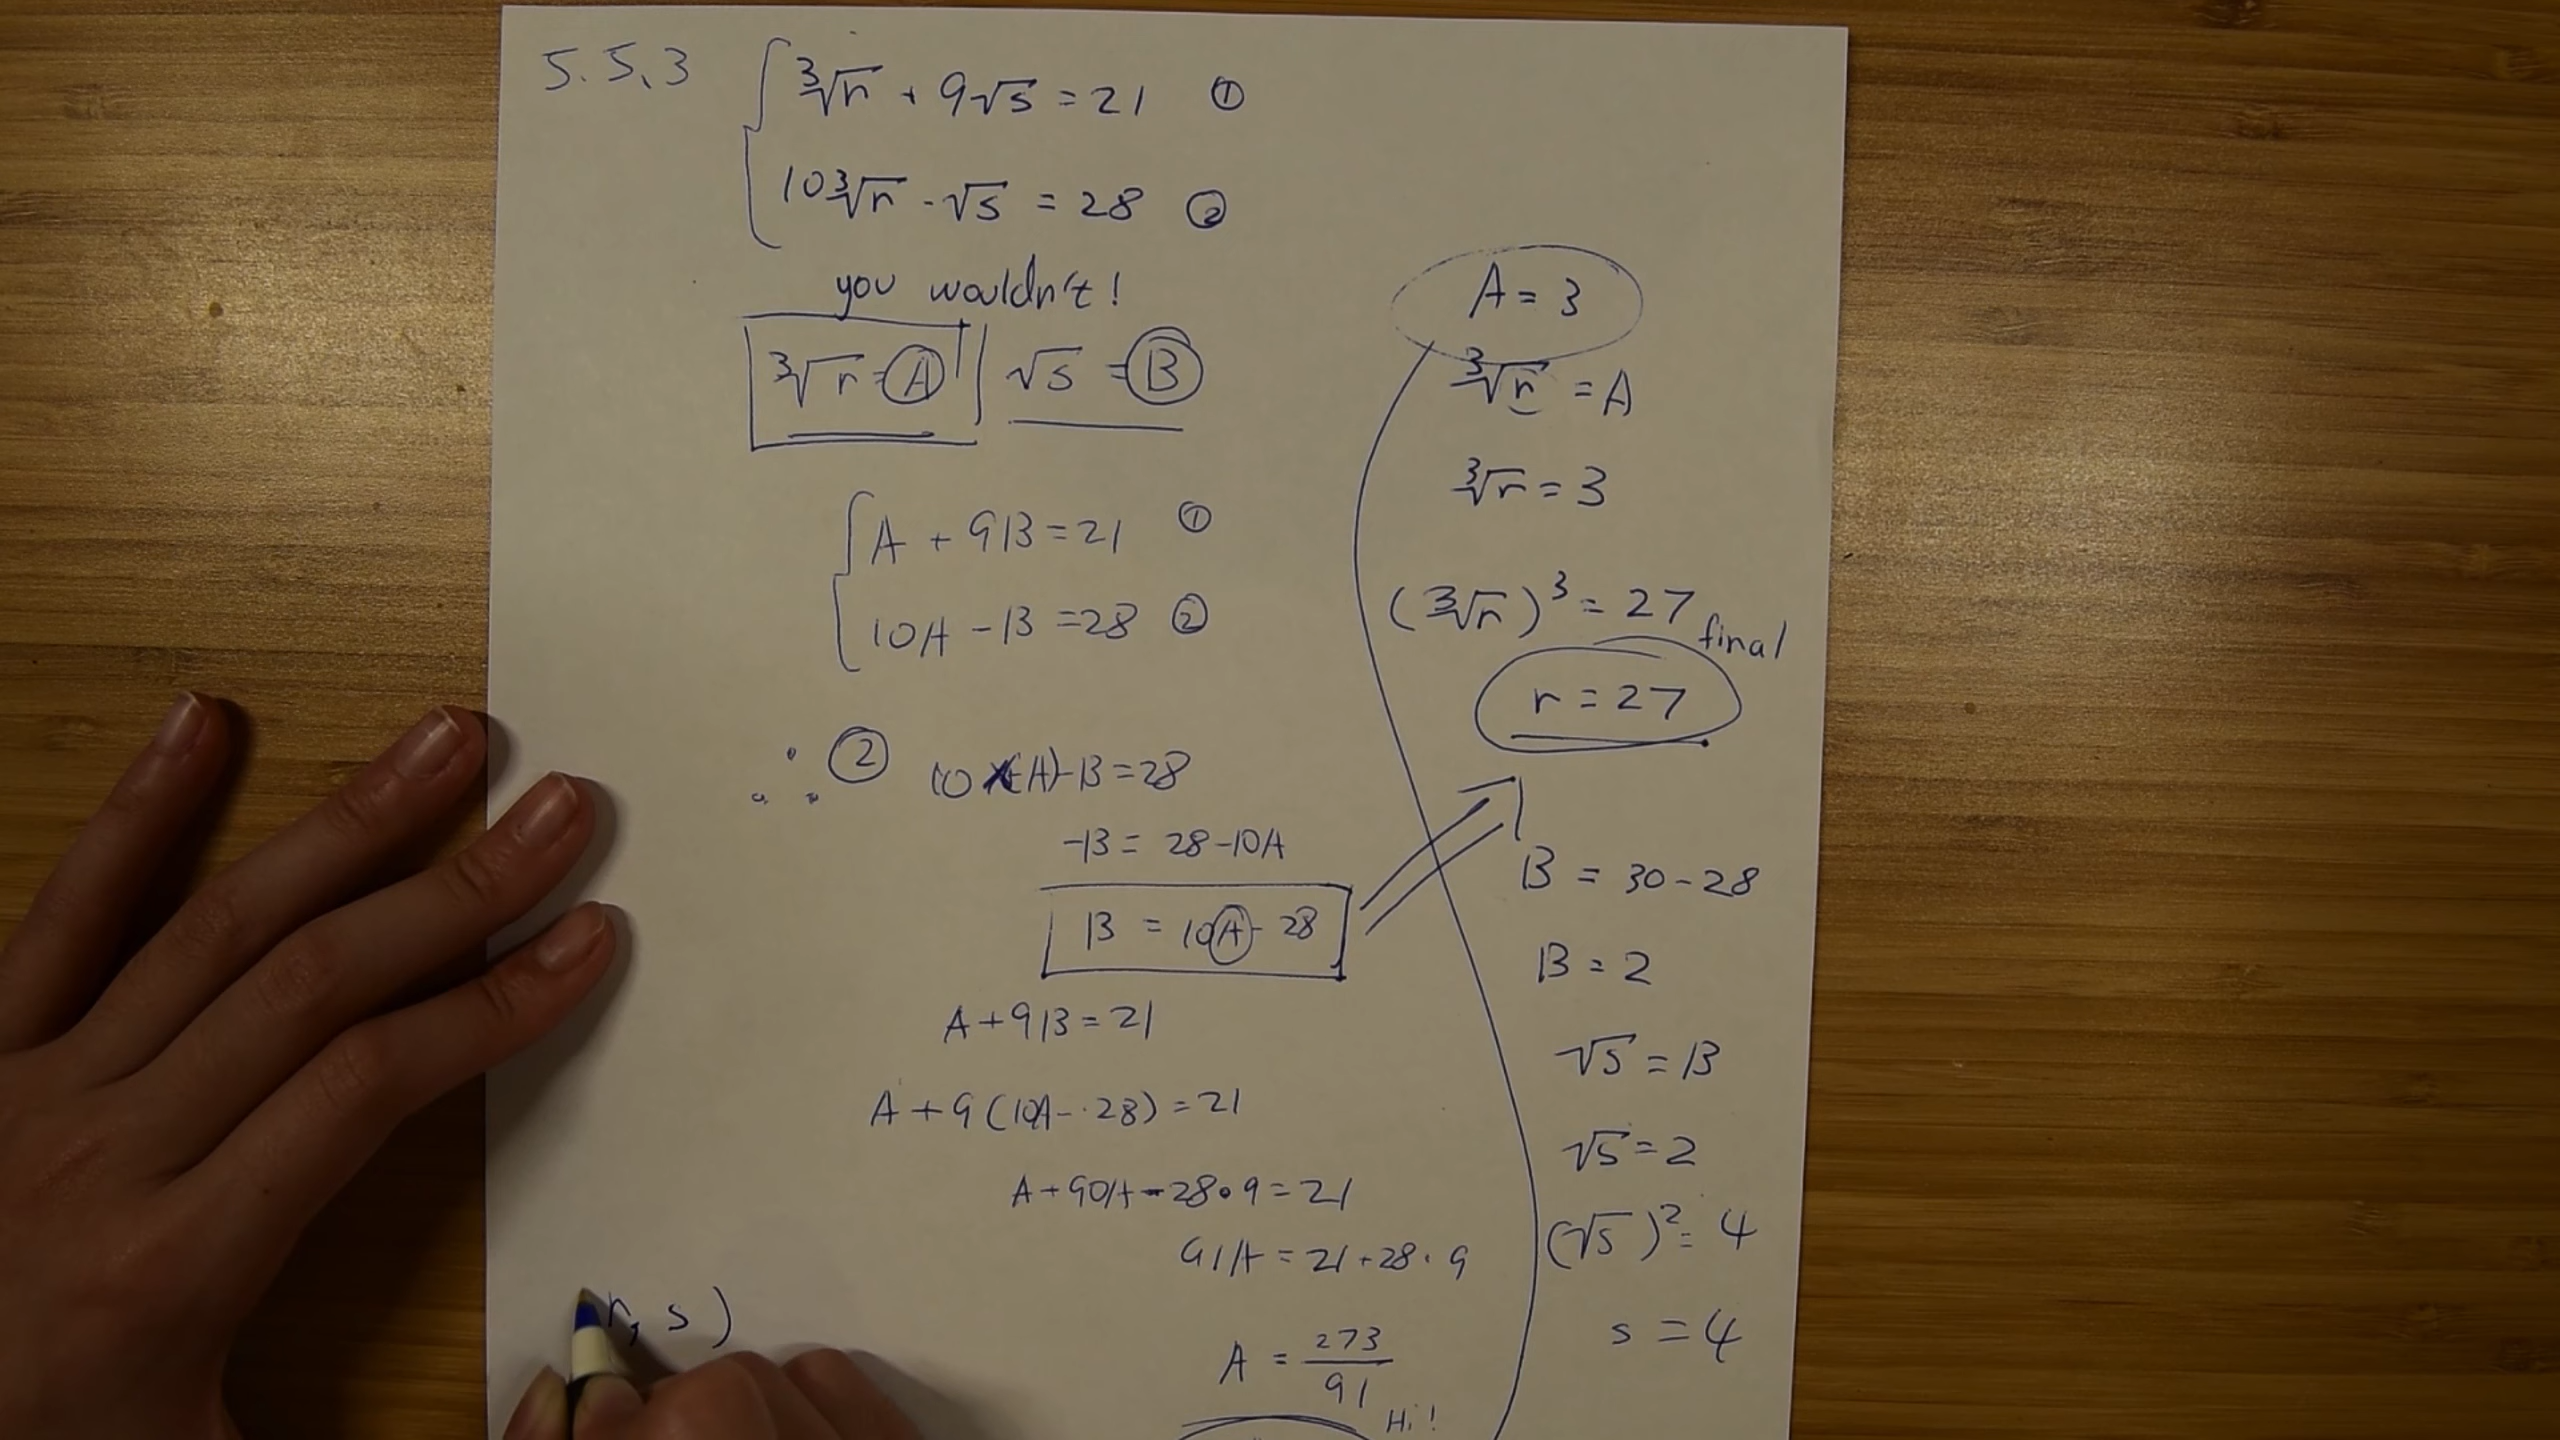 5.5.3
∛r + 9√s = 21 ①
10∛r - √s = 28 ②
you wouldn't!
∛r = A √s = B
A + 9B = 21 ①
10A - B = 28 ②
∴ ② 10(A) - B = 28
-B = 28 - 10A
B = 10A - 28
A + 9B = 21
A + 9(10A - 28) = 21
A + 90A - 28 · 9 = 21
91A = 21 + 28 · 9
A = 273/91
Hi!
A = 3
∛r = A
∛r = 3
(∛r)³ = 27
final
r = 27
B = 30 - 28
B = 2
√s = B
√s = 2
(√s)² = 4
s = 4
r, s)